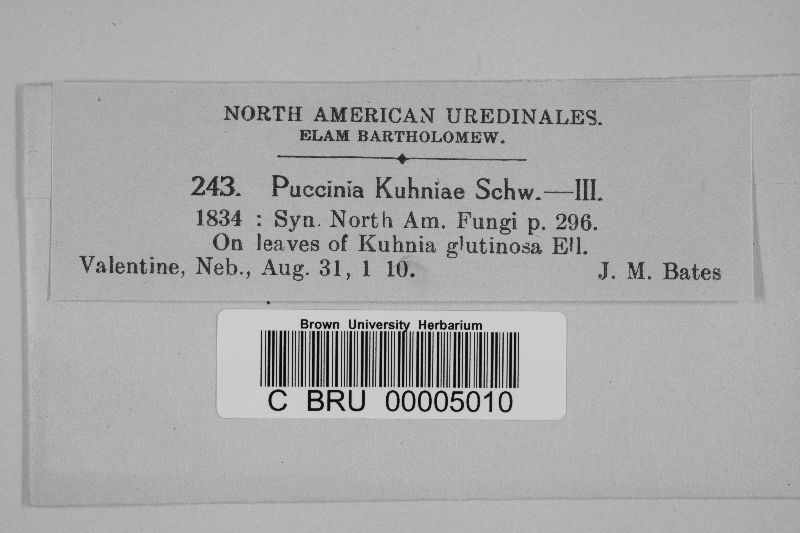 NORTH AMERICAN UREDINALES.
ELAM BARTHOLOMEW.
243. Puccinia Kuhniae Schw.—III.
1834 : Syn. North Am. Fungi p. 296.
On leaves of Kuhnia glutinosa Ell.
Valentine, Neb., Aug. 31, 1 10. J. M. Bates
Brown University Herbarium
C BRU 00005010